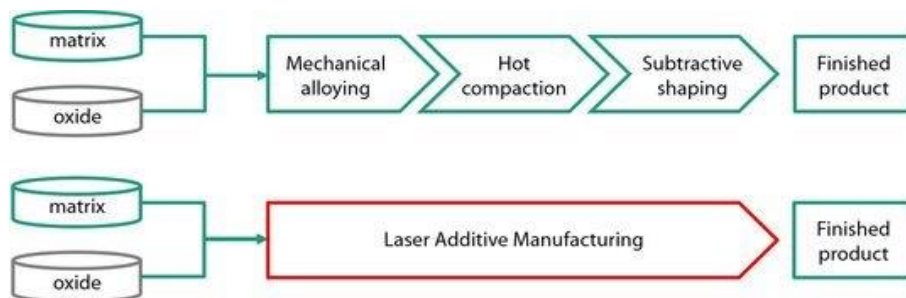 matrix
oxide
Mechanical
alloying
Hot
compaction
Subtractive
shaping
Finished
product
matrix
oxide
Laser Additive Manufacturing
Finished
product